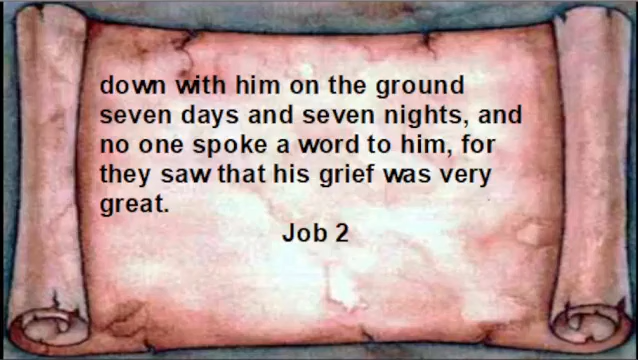 down with him on the ground
seven days and seven nights, and
no one spoke a word to him, for
they saw that his grief was very
great.
Job 2